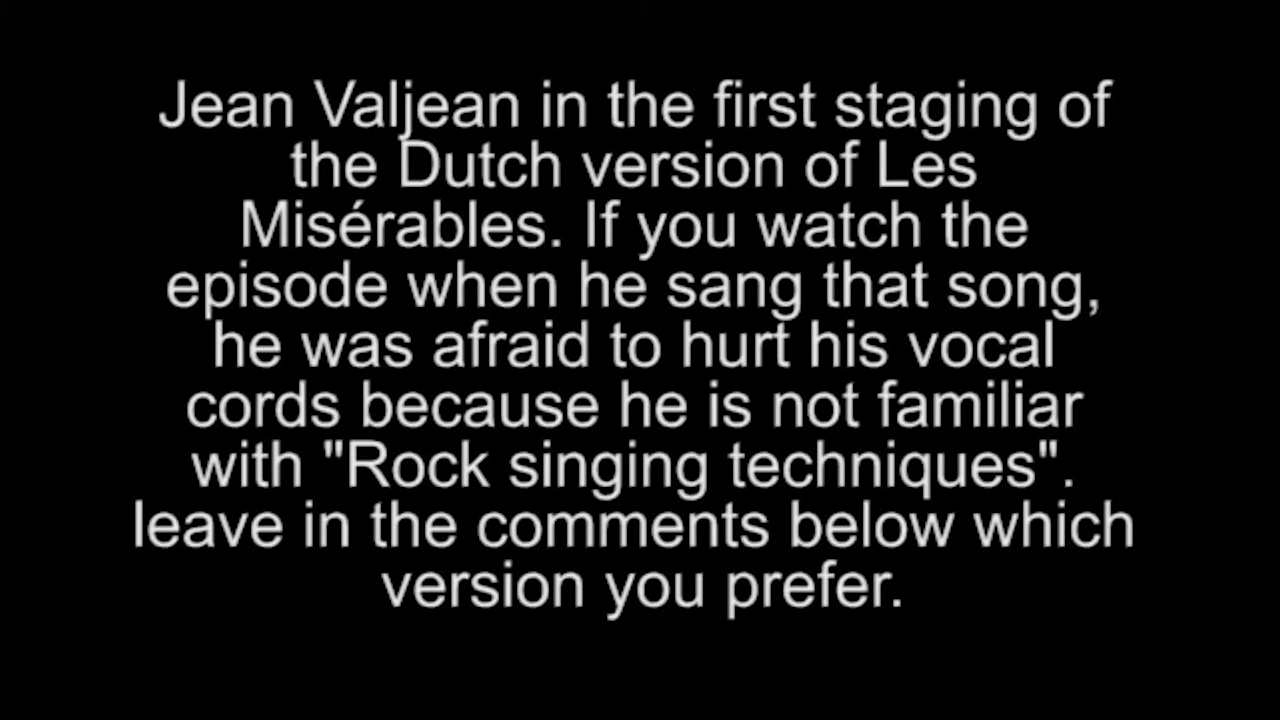 Jean Valjean in the first staging of
the Dutch version of Les
Misérables. If you watch the
episode when he sang that song,
he was afraid to hurt his vocal
cords because he is not familiar
with "Rock singing techniques".
leave in the comments below which
version you prefer.